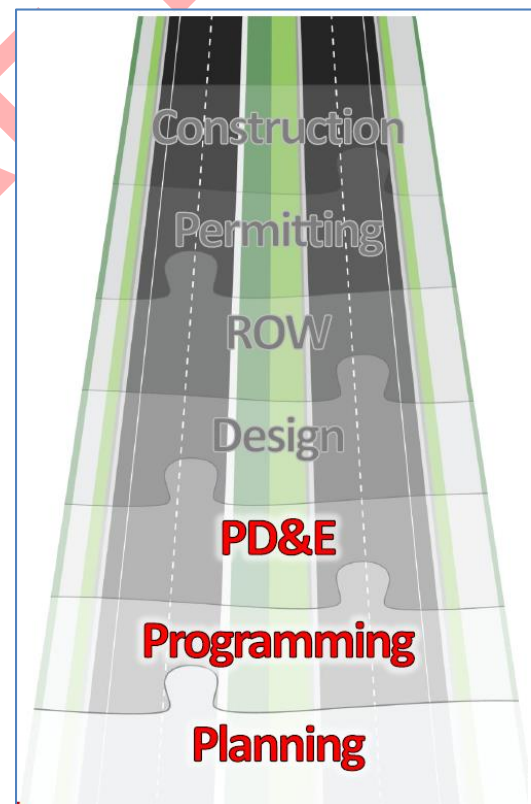 Construction
Permitting
ROW
Design
PD&E
Programming
Planning